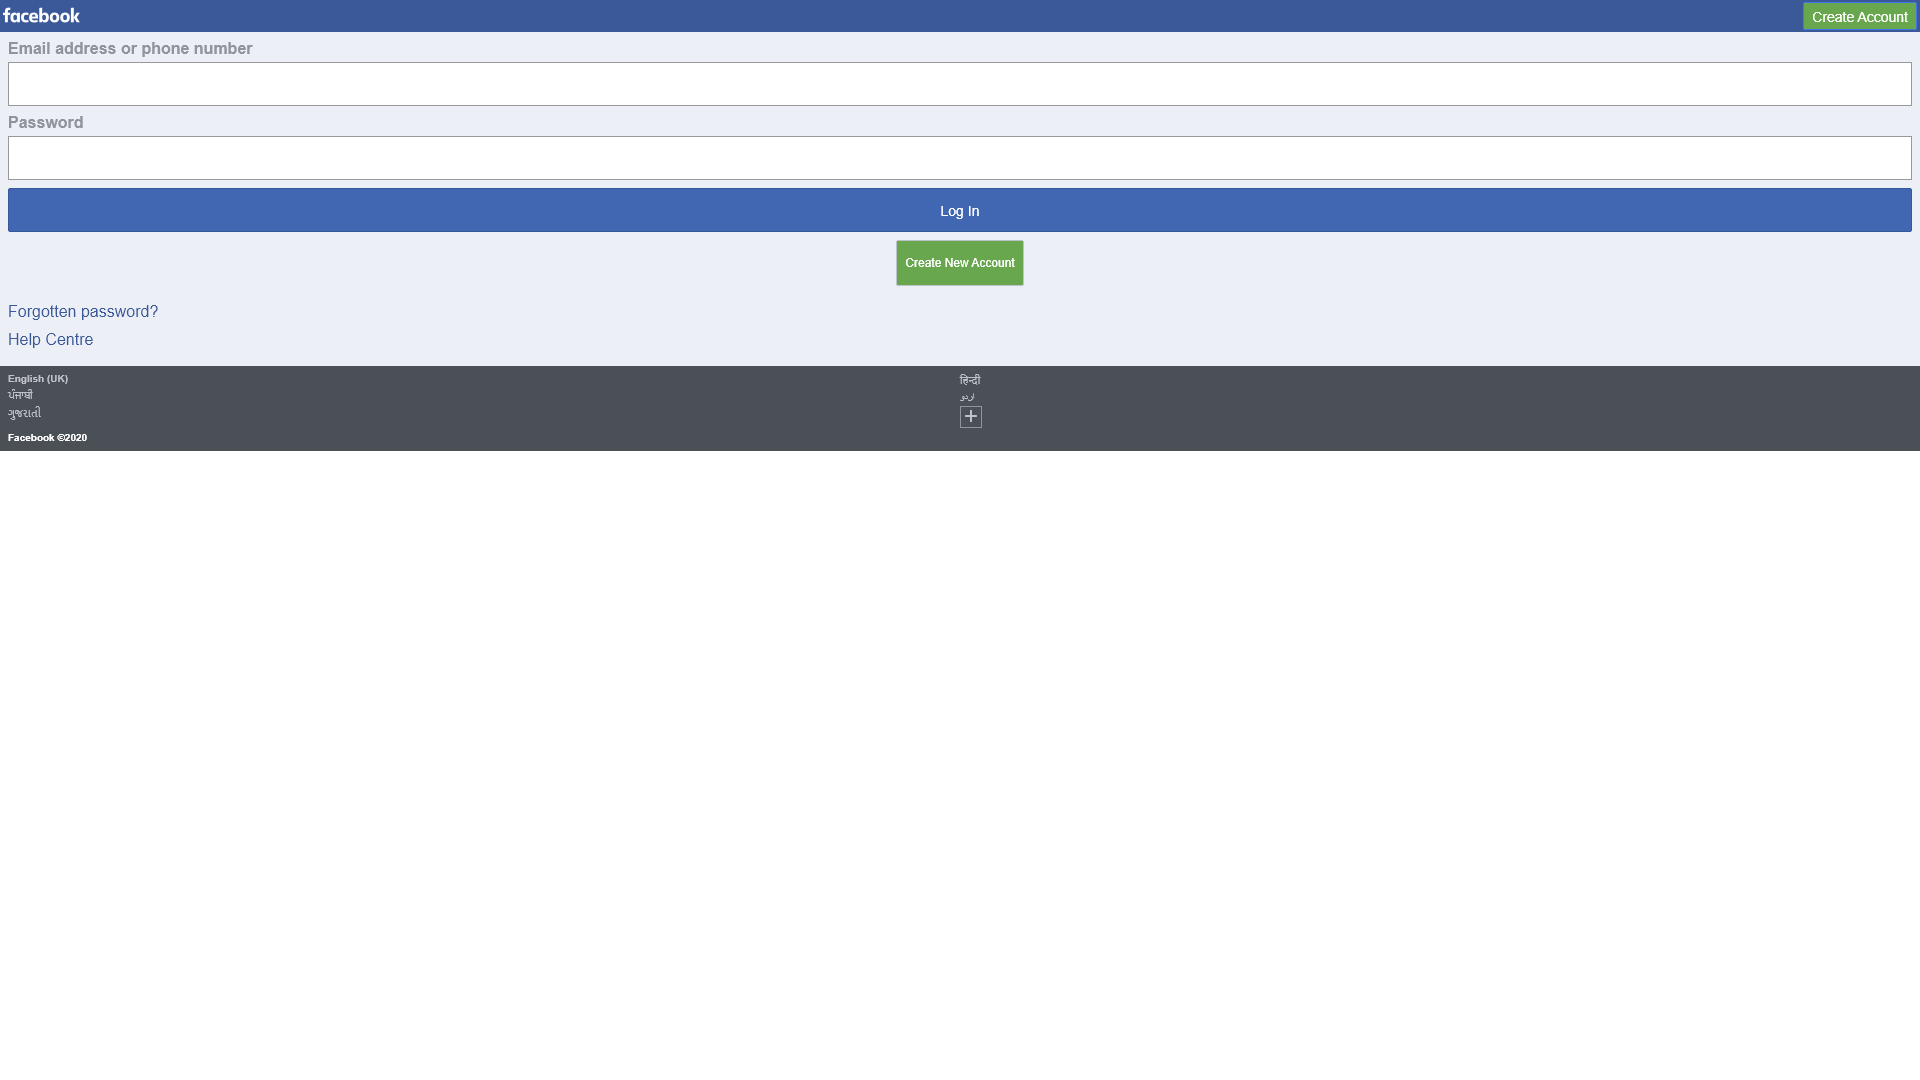 facebook
Create Account
Email address or phone number
Password
Log In
Create New Account
Forgotten password?
Help Centre
English (UK)
हिन्दी
ਪੰਜਾਬੀ
اردو
ગુજરાતી
Facebook ©2020